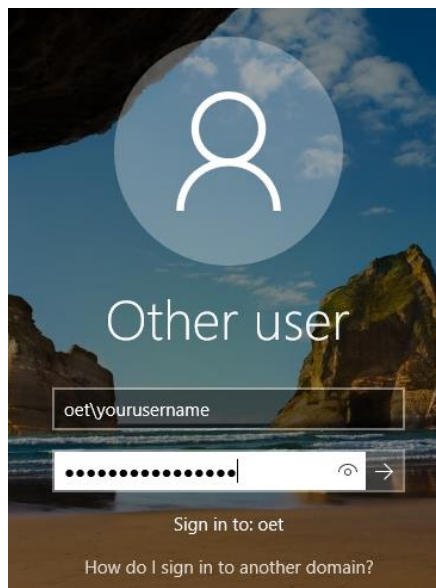 Other user
oet\yourusername
Sign in to: oet
How do I sign in to another domain?